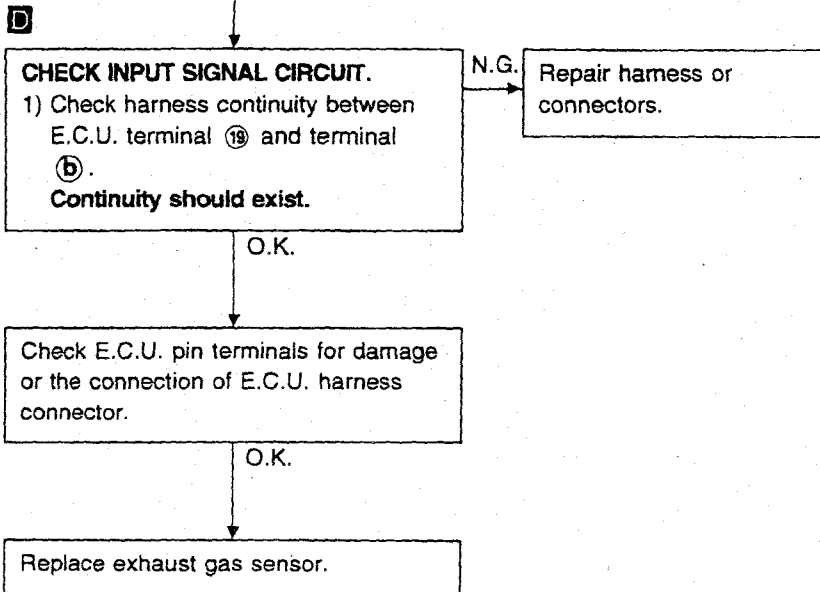 D
CHECK INPUT SIGNAL CIRCUIT.
1) Check harness continuity between
E.C.U. terminal ⑲ and terminal
ⓑ.
Continuity should exist.
N.G.
Repair harness or
connectors.
O.K.
Check E.C.U. pin terminals for damage
or the connection of E.C.U. harness
connector.
O.K.
Replace exhaust gas sensor.